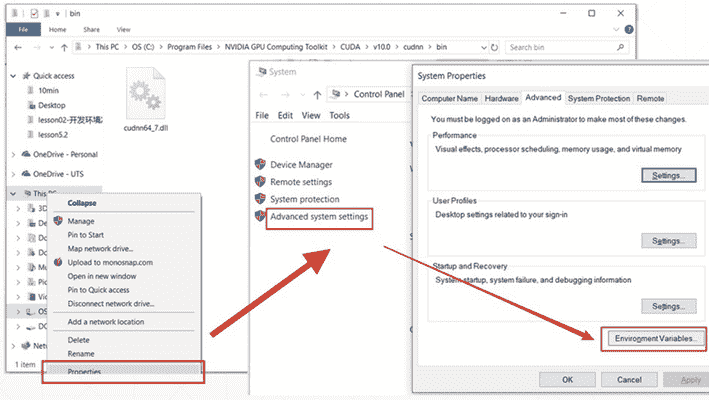 bin
File
Home
Share
View
This PC
OS (C:)
Program Files
NVIDIA GPU Computing Toolkit
CUDA
v10.0
cudnn
bin
Search bin
Quick access
10min
Desktop
lesson02-开发环境
lesson5.2
OneDrive - Personal
OneDrive - UTS
This PC
3D
De
Do
Do
Mu
Pic
Vid
OS
DC
Net
1 item
cudnn64_7.dll
Collapse
Manage
Pin to Start
Map network drive...
Upload to monosnap.com
Open in new window
Pin to Quick access
Disconnect network drive...
Add a network location
Delete
Rename
Properties
System
Control Panel
File
Edit
View
Tools
Control Panel Home
Device Manager
Remote settings
System protection
Advanced system settings
System Properties
Computer Name
Hardware
Advanced
System Protection
Remote
You must be logged on as an Administrator to make most of these changes.
Performance
Visual effects, processor scheduling, memory usage, and virtual memory
Settings...
User Profiles
Desktop settings related to your sign-in
Settings...
Startup and Recovery
System startup, system failure, and debugging information
Settings...
Environment Variables...
OK
Cancel
Apply